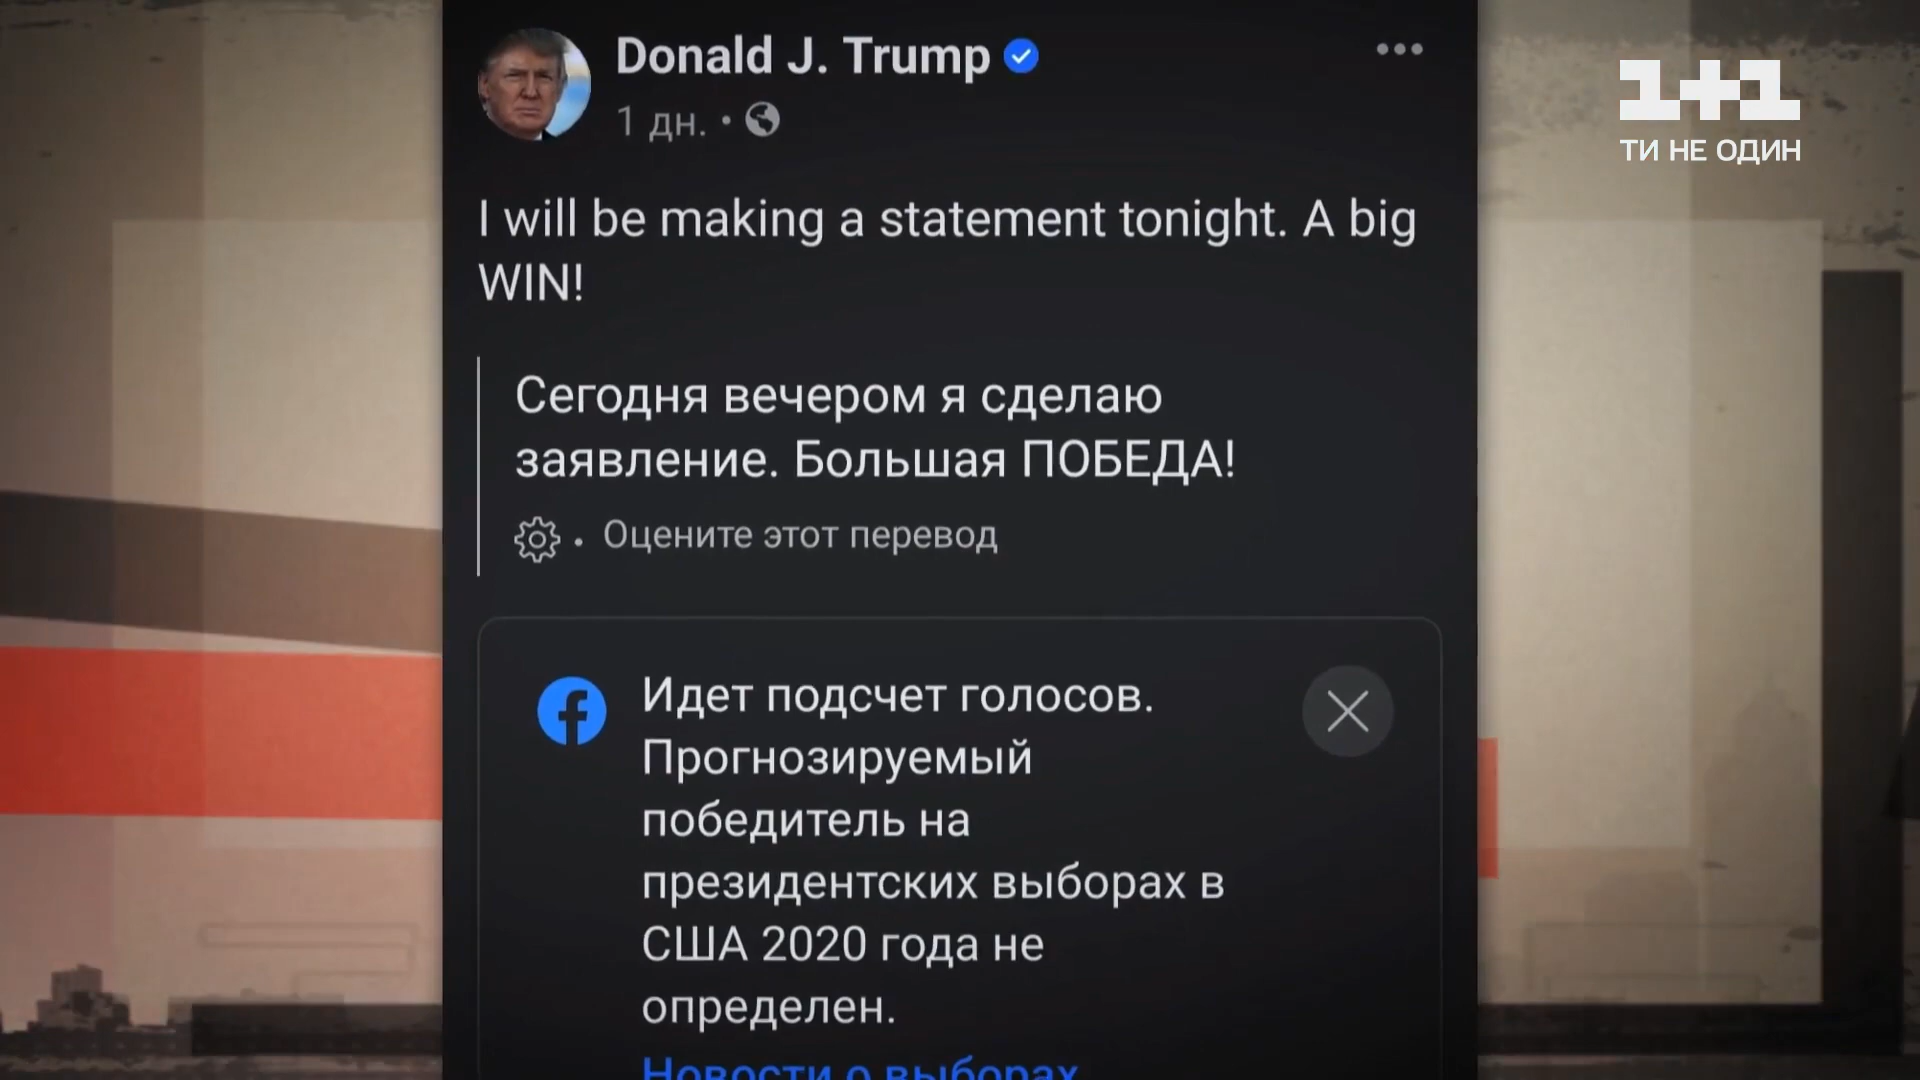 Donald J. Trump
1 дн. •
1+1
ТИ НЕ ОДИН
I will be making a statement tonight. A big
WIN!
Сегодня вечером я сделаю
заявление. Большая ПОБЕДА!
• Оцените этот перевод
Идет подсчет голосов.
Прогнозируемый
победитель на
президентских выборах в
США 2020 года не
определен.
Новости о выборах